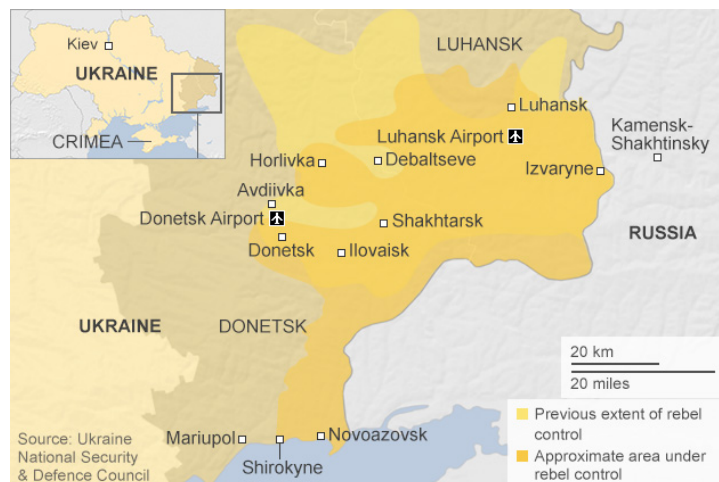 Kiev
UKRAINE
CRIMEA
LUHANSK
Luhansk
Luhansk Airport
Kamensk-
Shakhtinsky
Horlivka
Debaltseve
Izvaryne
Avdiivka
Donetsk Airport
Shakhtarsk
Donetsk
Ilovaisk
RUSSIA
UKRAINE
DONETSK
20 km
20 miles
Mariupol
Novoazovsk
Shirokyne
Source: Ukraine
National Security
& Defence Council
Previous extent of rebel
control
Approximate area under
rebel control